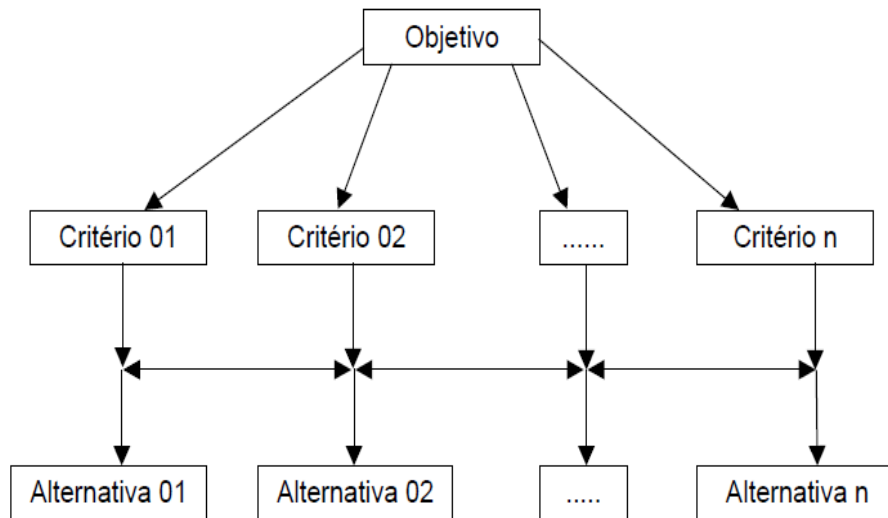 Objetivo
Critério 01
Critério 02
......
Critério n
Alternativa 01
Alternativa 02
.....
Alternativa n